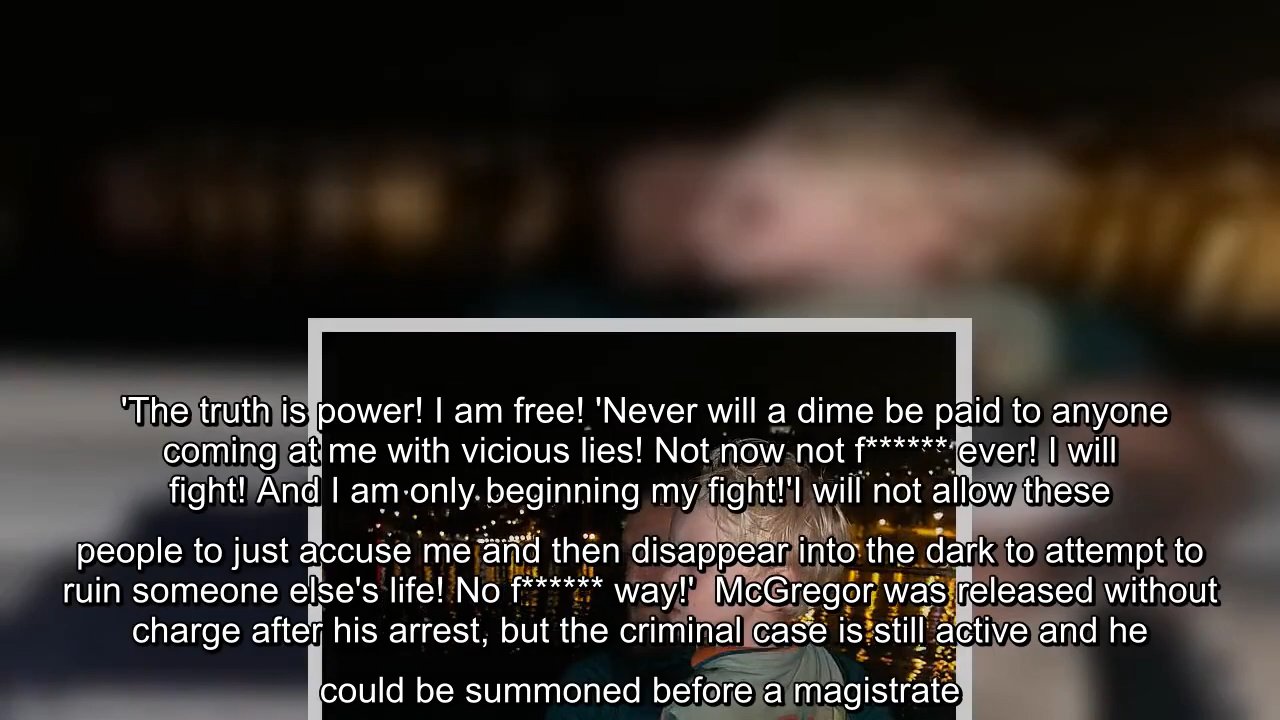 'The truth is power! I am free! 'Never will a dime be paid to anyone
coming at me with vicious lies! Not now not f****** ever! I will
fight! And I am only beginning my fight!'I will not allow these
people to just accuse me and then disappear into the dark to attempt to
ruin someone else's life! No f****** way!'  McGregor was released without
charge after his arrest, but the criminal case is still active and he
could be summoned before a magistrate